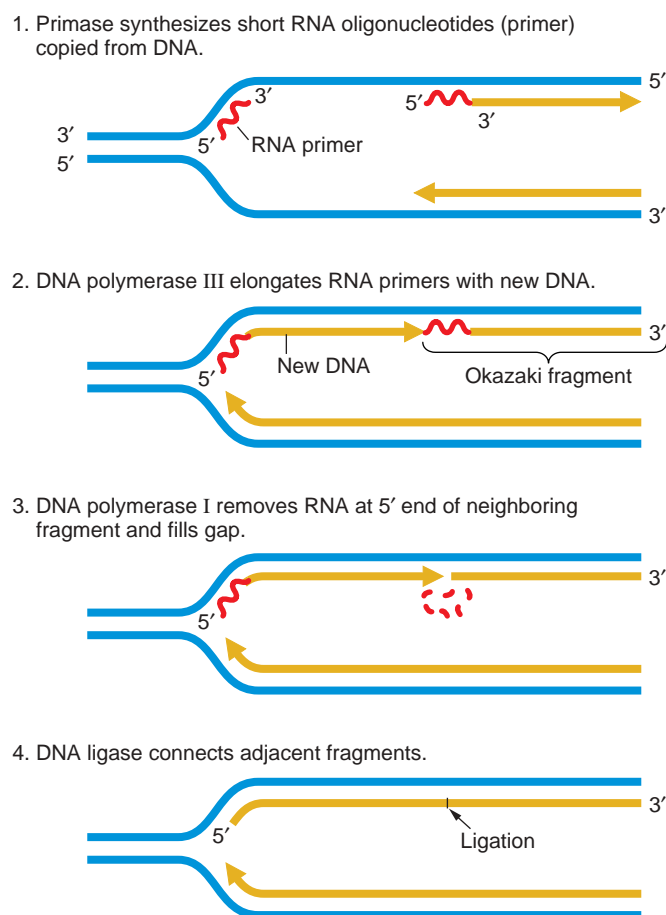 1. Primase synthesizes short RNA oligonucleotides (primer)
copied from DNA.
5′
3′
5′
3′
3′
5′
RNA primer
5′
3′
2. DNA polymerase III elongates RNA primers with new DNA.
3′
New DNA
5′
Okazaki fragment
3. DNA polymerase I removes RNA at 5′ end of neighboring
fragment and fills gap.
3′
5′
4. DNA ligase connects adjacent fragments.
3′
5′
Ligation